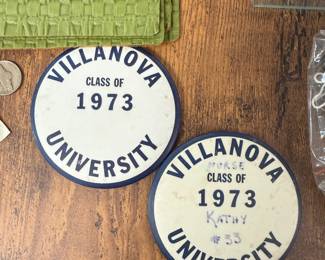 VILLANOVA
CLASS OF
1973
UNIVERSITY
VILLANOVA
NURSE
CLASS OF
1973
KATHY
#33
UNIVERSITY